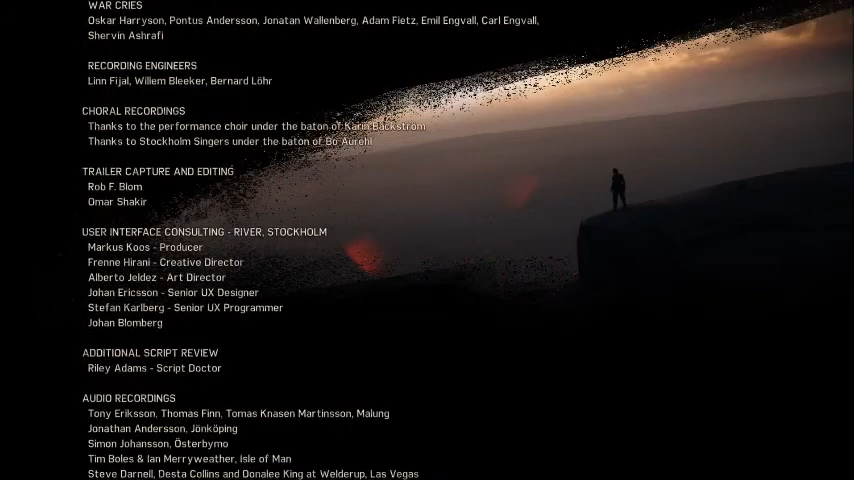 WAR CRIES
Oskar Harryson, Pontus Andersson, Jonatan Wallenberg, Adam Fietz, Emil Engvall, Carl Engvall,
Shervin Ashrafi
RECORDING ENGINEERS
Linn Fijal, Willem Bleeker, Bernard Löhr
CHORAL RECORDINGS
Thanks to the performance choir under the baton of Karin Bäckström
Thanks to Stockholm Singers under the baton of Bo Aurehl
TRAILER CAPTURE AND EDITING
Rob F. Blom
Omar Shakir
USER INTERFACE CONSULTING - RIVER, STOCKHOLM
Markus Koos - Producer
Frenne Hirani - Creative Director
Alberto Jeldez - Art Director
Johan Ericsson - Senior UX Designer
Stefan Karlberg - Senior UX Programmer
Johan Blomberg
ADDITIONAL SCRIPT REVIEW
Riley Adams - Script Doctor
AUDIO RECORDINGS
Tony Eriksson, Thomas Finn, Tomas Knasen Martinsson, Malung
Jonathan Andersson, Jönköping
Simon Johansson, Österbymo
Tim Boles & Ian Merryweather, Isle of Man
Steve Darnell, Desta Collins and Donalee King at Welderup, Las Vegas